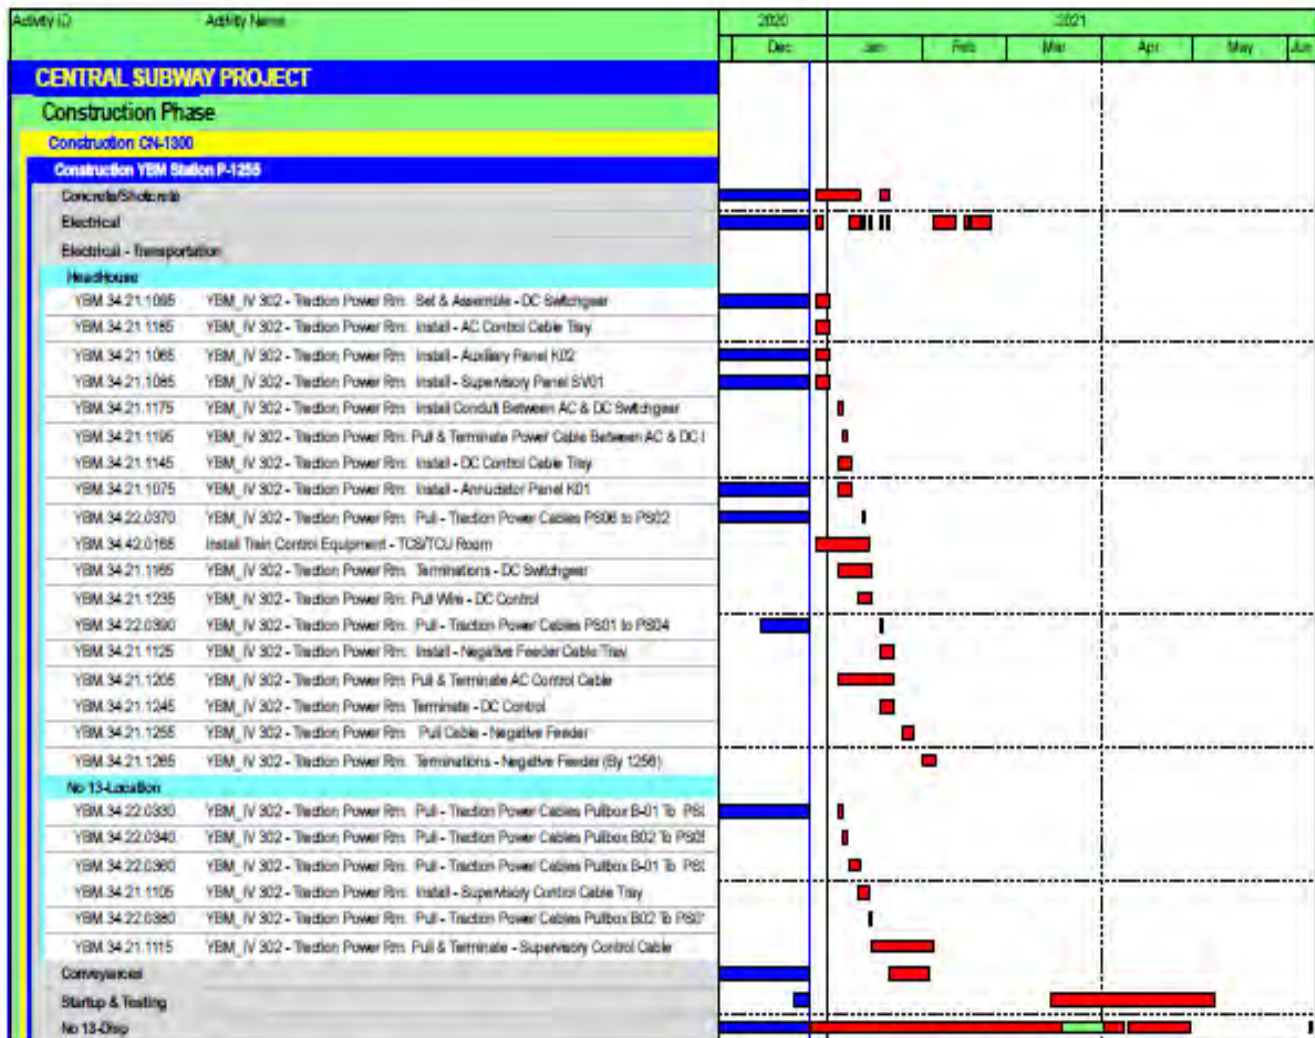 Activity ID Activity Name 2020 2021
Dec Jan Feb Mar Apr May Jun
CENTRAL SUBWAY PROJECT
Construction Phase
Construction CN-1300
Construction YBM Station P-1255
Concrete/Shotcrete
Electrical
Electrical - Transportation
HeadHouse
YBM.34.21.1095 YBM_IV 302 - Traction Power Rm. Set & Assemble - DC Switchgear
YBM.34.21.1185 YBM_IV 302 - Traction Power Rm. Install - AC Control Cable Tray
YBM.34.21.1065 YBM_IV 302 - Traction Power Rm. Install - Auxiliary Panel K02
YBM.34.21.1085 YBM_IV 302 - Traction Power Rm. Install - Supervisory Panel SV01
YBM.34.21.1175 YBM_IV 302 - Traction Power Rm. Install Conduit Between AC & DC Switchgear
YBM.34.21.1195 YBM_IV 302 - Traction Power Rm. Pull & Terminate Power Cable Between AC & DC
YBM.34.21.1145 YBM_IV 302 - Traction Power Rm. Install - DC Control Cable Tray
YBM.34.21.1075 YBM_IV 302 - Traction Power Rm. Install - Annuciator Panel K01
YBM.34.22.0370 YBM_IV 302 - Traction Power Rm. Pull - Traction Power Cables PS06 to PS02
YBM.34.42.0165 Install Train Control Equipment - TCS/TCU Room
YBM.34.21.1165 YBM_IV 302 - Traction Power Rm. Terminations - DC Switchgear
YBM.34.21.1235 YBM_IV 302 - Traction Power Rm. Pull Wire - DC Control
YBM.34.22.0390 YBM_IV 302 - Traction Power Rm. Pull - Traction Power Cables PS01 to PS04
YBM.34.21.1125 YBM_IV 302 - Traction Power Rm. Install - Negative Feeder Cable Tray
YBM.34.21.1205 YBM_IV 302 - Traction Power Rm. Pull & Terminate AC Control Cable
YBM.34.21.1245 YBM_IV 302 - Traction Power Rm. Terminate - DC Control
YBM.34.21.1255 YBM_IV 302 - Traction Power Rm. Pull Cable - Negative Feeder
YBM.34.21.1265 YBM_IV 302 - Traction Power Rm. Terminations - Negative Feeder (By 1256)
No 13-Location
YBM.34.22.0330 YBM_IV 302 - Traction Power Rm. Pull - Traction Power Cables Pullbox B-01 To
YBM.34.22.0340 YBM_IV 302 - Traction Power Rm. Pull - Traction Power Cables Pullbox B02 To
YBM.34.22.0360 YBM_IV 302 - Traction Power Rm. Pull - Traction Power Cables Pullbox B-01 To
YBM.34.21.1105 YBM_IV 302 - Traction Power Rm. Install - Supervisory Control Cable Tray
YBM.34.22.0380 YBM_IV 302 - Traction Power Rm. Pull - Traction Power Cables Pullbox B02 To
YBM.34.21.1115 YBM_IV 302 - Traction Power Rm. Pull & Terminate - Supervisory Control Cable
Conveyances
Startup & Testing
No 13-Disp